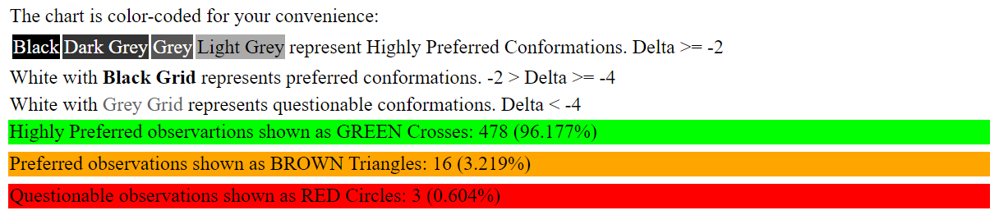 The chart is color-coded for your convenience:
Black Dark Grey Grey Light Grey represent Highly Preferred Conformations. Delta >= -2
White with Black Grid represents preferred conformations. -2 > Delta >= -4
White with Grey Grid represents questionable conformations. Delta < -4
Highly Preferred observartions shown as GREEN Crosses: 478 (96.177%)
Preferred observations shown as BROWN Triangles: 16 (3.219%)
Questionable observations shown as RED Circles: 3 (0.604%)